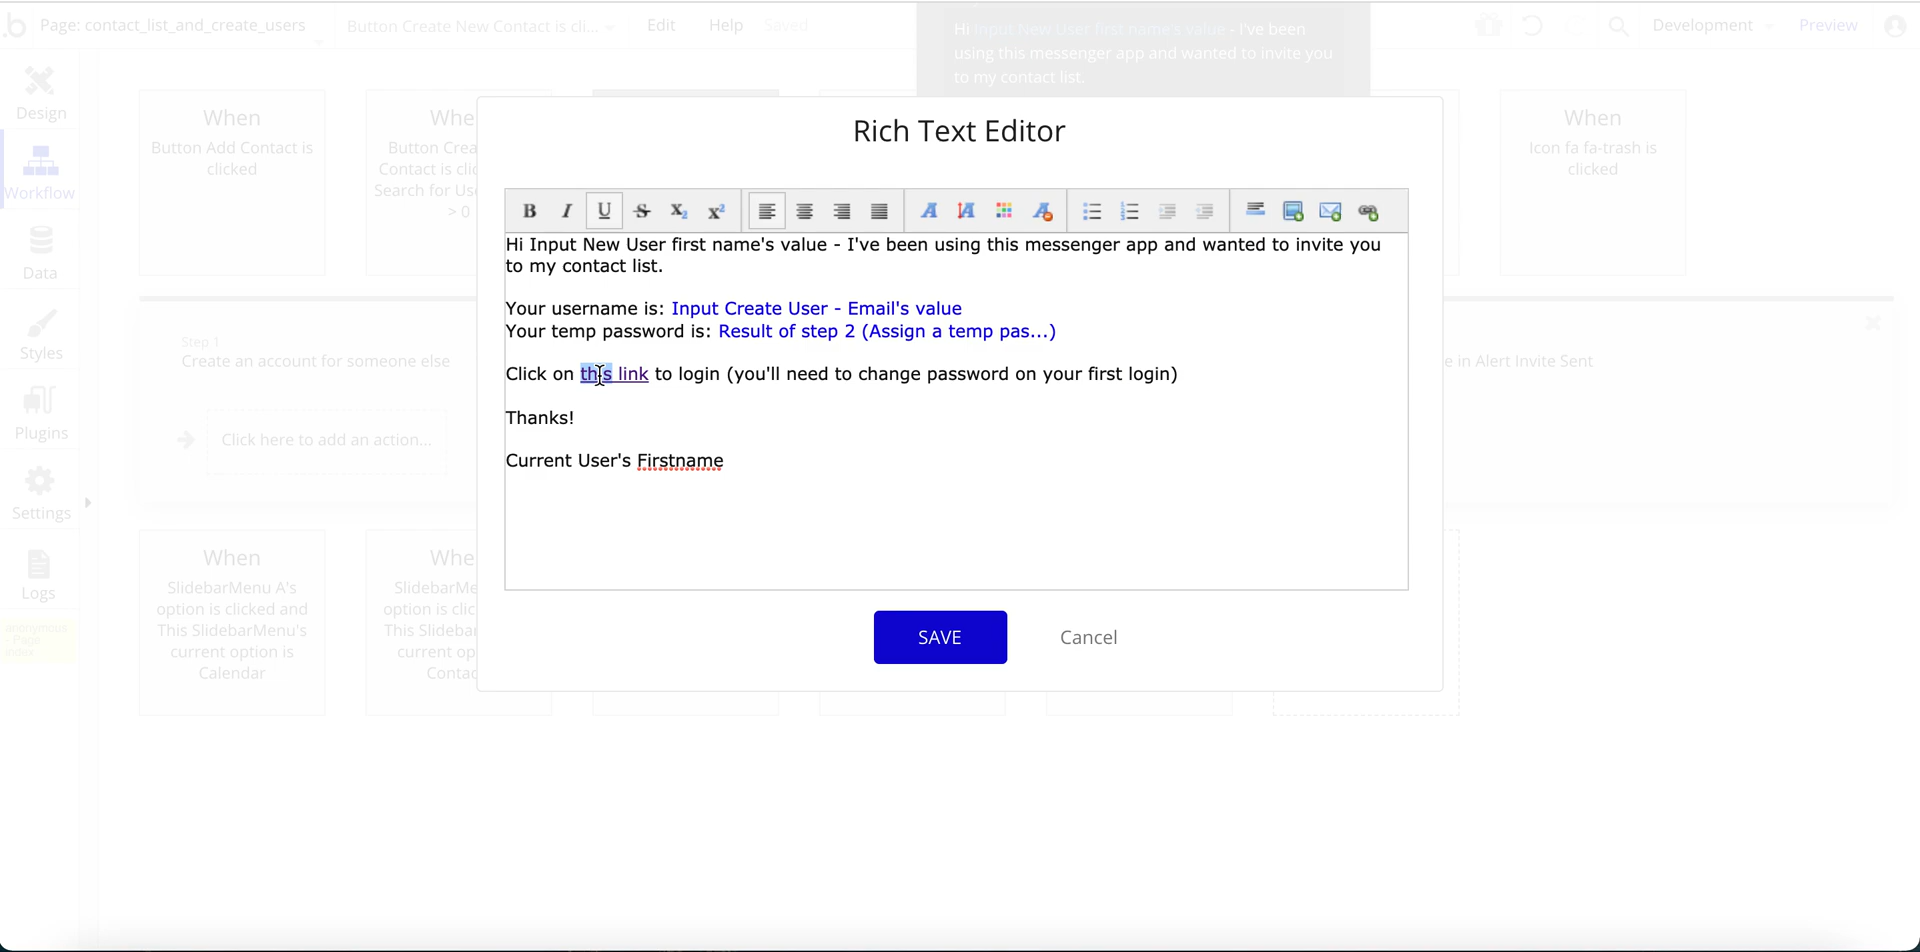 Page: contact_list_and_create_users
Button Create New Contact is cli...
Edit
Help
Saved
Development
Preview
Hi Input New User first name's value - I've been
using this messenger app and wanted to invite you
to my contact list.
Design
Workflow
Data
Styles
Plugins
Settings
Logs
anonymous
- Page
index
When
Button Add Contact is
clicked
Whe
Button Crea
Contact is clic
Search for Use
> 0
When
Icon fa fa-trash is
clicked
Rich Text Editor
B I U S X₂ x²
Hi Input New User first name's value - I've been using this messenger app and wanted to invite you
to my contact list.
Your username is: Input Create User - Email's value
Your temp password is: Result of step 2 (Assign a temp pas...)
Click on this link to login (you'll need to change password on your first login)
Thanks!
Current User's Firstname
SAVE
Cancel
Step 1
Create an account for someone else
Click here to add an action...
e in Alert Invite Sent
When
SlidebarMenu A's
option is clicked and
This SlidebarMenu's
current option is
Calendar
Whe
SlidebarMe
option is clic
This Slideba
current op
Contac